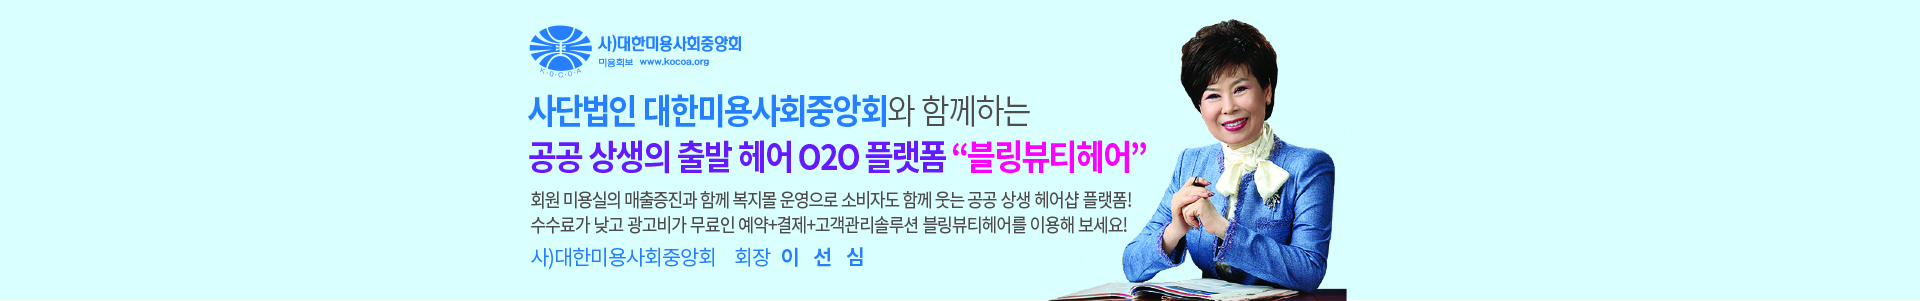 사)대한미용사회중앙회
미용회보 www.kocoa.org
K·O·C·O·A
사단법인 대한미용사회중앙회와 함께하는
공공 상생의 출발 헤어 O2O 플랫폼 “블링뷰티헤어”
회원 미용실의 매출증진과 함께 복지몰 운영으로 소비자도 함께 웃는 공공 상생 헤어샵 플랫폼!
수수료가 낮고 광고비가 무료인 예약+결제+고객관리솔루션 블링뷰티헤어를 이용해 보세요!
사)대한미용사회중앙회 회장 이 선 심